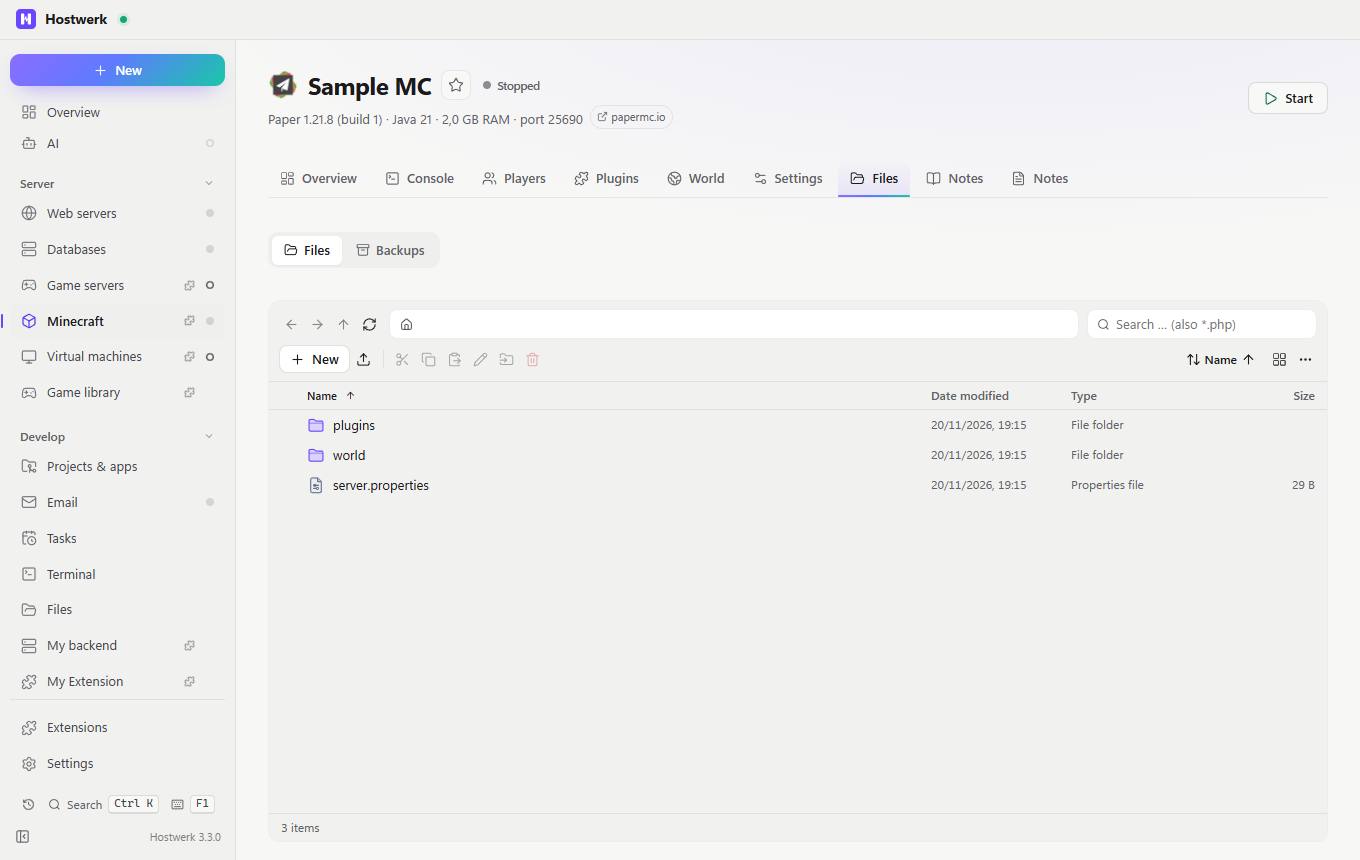 Hostwerk
New
Overview
AI
Server
Web servers
Databases
Game servers
Minecraft
Virtual machines
Game library
Develop
Projects & apps
Email
Tasks
Terminal
Files
My backend
My Extension
Extensions
Settings
Search Ctrl K F1
Hostwerk 3.3.0
Sample MC Stopped
Paper 1.21.8 (build 1) · Java 21 · 2,0 GB RAM · port 25690 papermc.io
Start
Overview Console Players Plugins World Settings Files Notes Notes
Files Backups
Search ... (also *.php)
New Name
Name Date modified Type Size
plugins 20/11/2026, 19:15 File folder
world 20/11/2026, 19:15 File folder
server.properties 20/11/2026, 19:15 Properties file 29 B
3 items